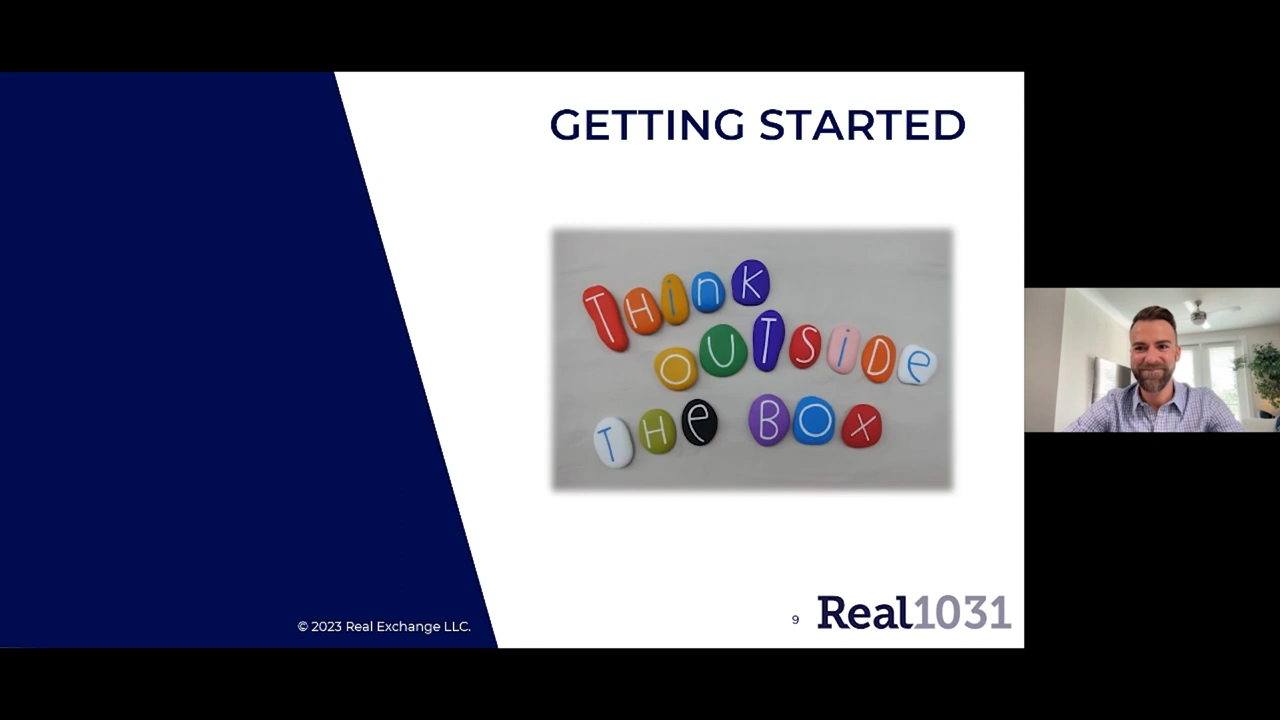 GETTING STARTED
THink
OUTSiDe
THe BOX
© 2023 Real Exchange LLC.
9
Real1031